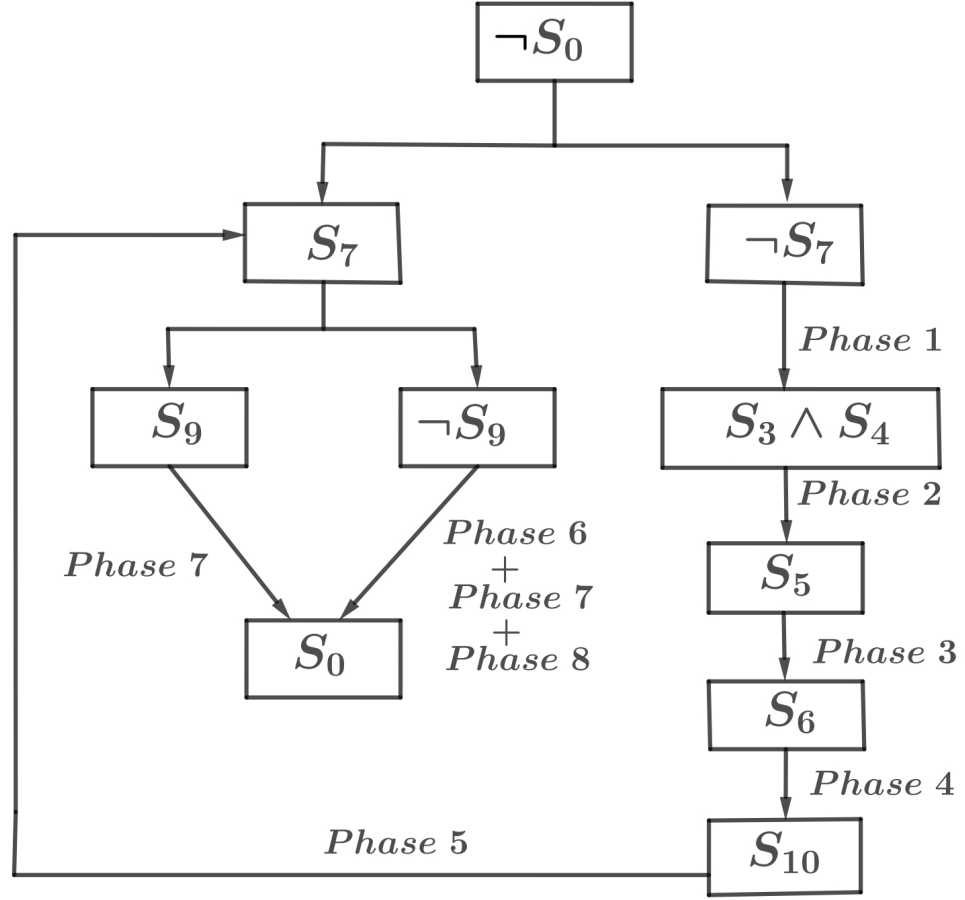 ¬S₀
S₇
¬S₇
Phase 1
S₉
¬S₉
S₃ ∧ S₄
Phase 2
Phase 7
Phase 6
+
Phase 7
+
Phase 8
S₅
Phase 3
S₀
S₆
Phase 4
Phase 5
S₁₀